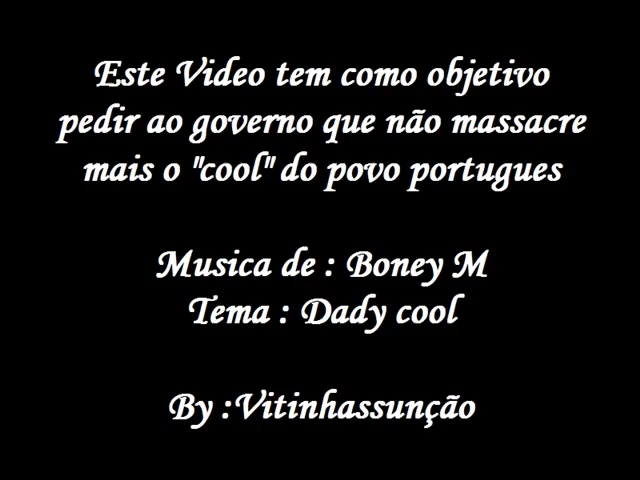 Este Video tem como objetivo
pedir ao governo que não massacre
mais o "cool" do povo portugues
Musica de : Boney M
Tema : Dady cool
By :Vitinhassunção